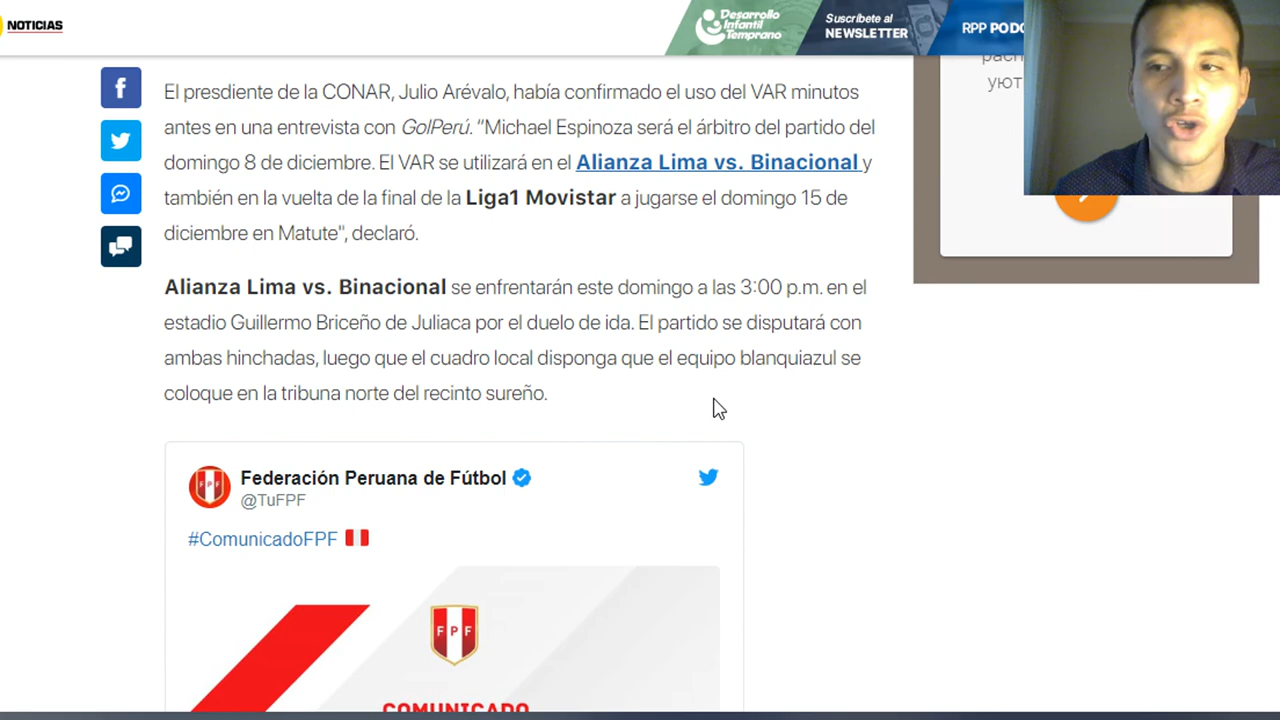 NOTICIAS
Desarrollo
Infantil
Temprano
Suscríbete al
NEWSLETTER
RPP
El presdiente de la CONAR, Julio Arévalo, había confirmado el uso del VAR minutos
antes en una entrevista con GolPerú. “Michael Espinoza será el árbitro del partido del
domingo 8 de diciembre. El VAR se utilizará en el Alianza Lima vs. Binacional y
también en la vuelta de la final de la Liga1 Movistar a jugarse el domingo 15 de
diciembre en Matute", declaró.
Alianza Lima vs. Binacional se enfrentarán este domingo a las 3:00 p.m. en el
estadio Guillermo Briceño de Juliaca por el duelo de ida. El partido se disputará con
ambas hinchadas, luego que el cuadro local disponga que el equipo blanquiazul se
coloque en la tribuna norte del recinto sureño.
Federación Peruana de Fútbol
@TuFPF
#ComunicadoFPF
FPF
COMUNICADO